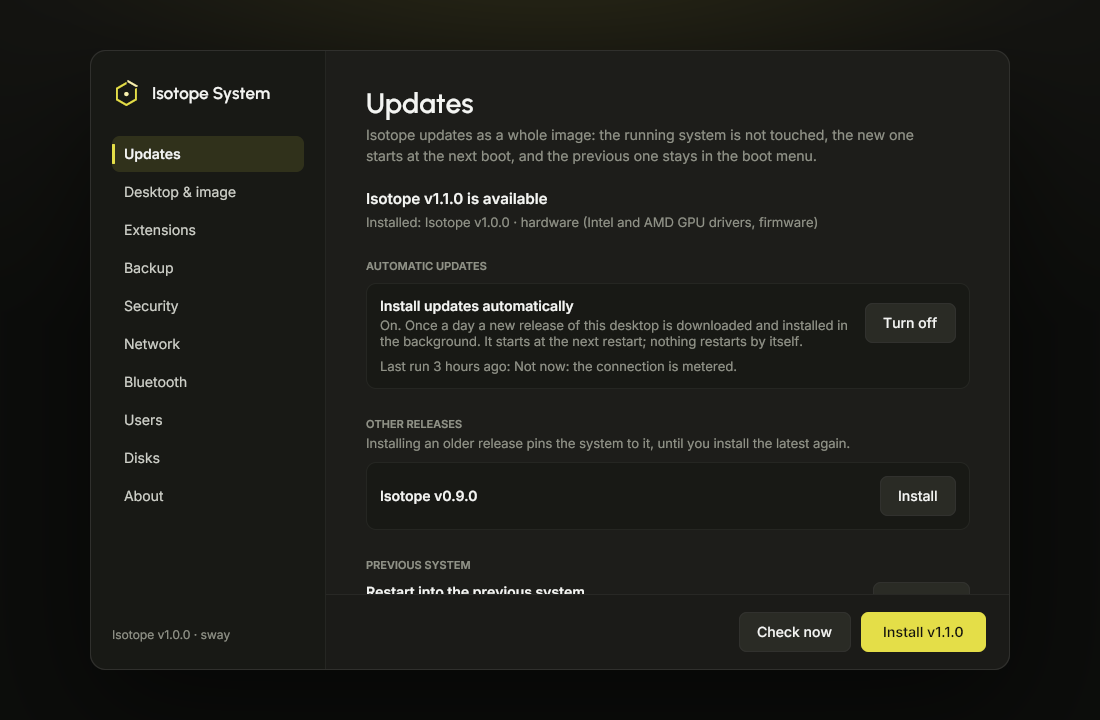 Isotope System
Updates
Desktop & image
Extensions
Backup
Security
Network
Bluetooth
Users
Disks
About
Isotope v1.0.0 · sway
Updates
Isotope updates as a whole image: the running system is not touched, the new one
starts at the next boot, and the previous one stays in the boot menu.
Isotope v1.1.0 is available
Installed: Isotope v1.0.0 · hardware (Intel and AMD GPU drivers, firmware)
AUTOMATIC UPDATES
Install updates automatically
On. Once a day a new release of this desktop is downloaded and installed in
the background. It starts at the next restart; nothing restarts by itself.
Last run 3 hours ago: Not now: the connection is metered.
Turn off
OTHER RELEASES
Installing an older release pins the system to it, until you install the latest again.
Isotope v0.9.0
Install
PREVIOUS SYSTEM
Restart into the previous system
Check now
Install v1.1.0